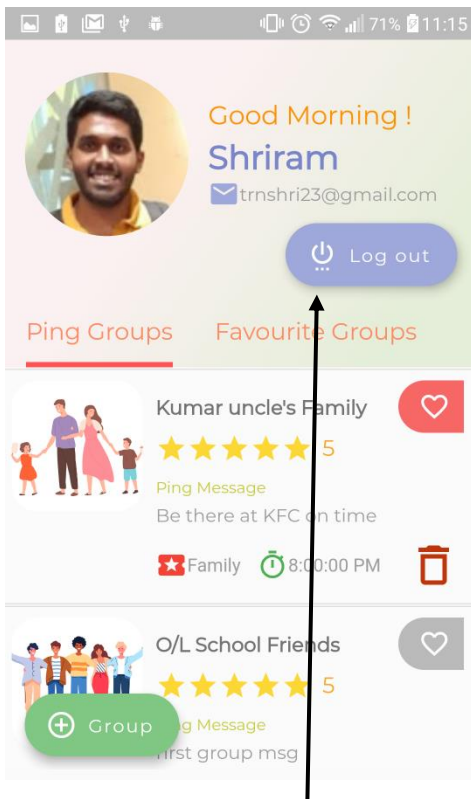 71% 11:15
Good Morning !
Shriram
trnshri23@gmail.com
Log out
Ping Groups Favourite Groups
Kumar uncle's Family
5
Ping Message
Be there at KFC on time
Family 8:00:00 PM
O/L School Friends
5
Group
Message
first group msg